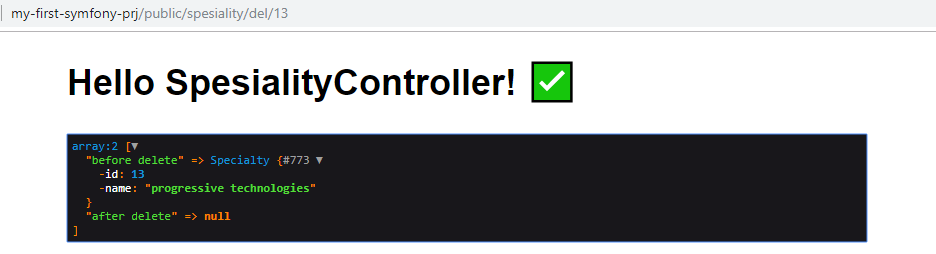 my-first-symfony-prj/public/spesiality/del/13
Hello SpesialityController! ✅
array:2 [▼
  "before delete" => Specialty {#773 ▼
    -id: 13
    -name: "progressive technologies"
  }
  "after delete" => null
]